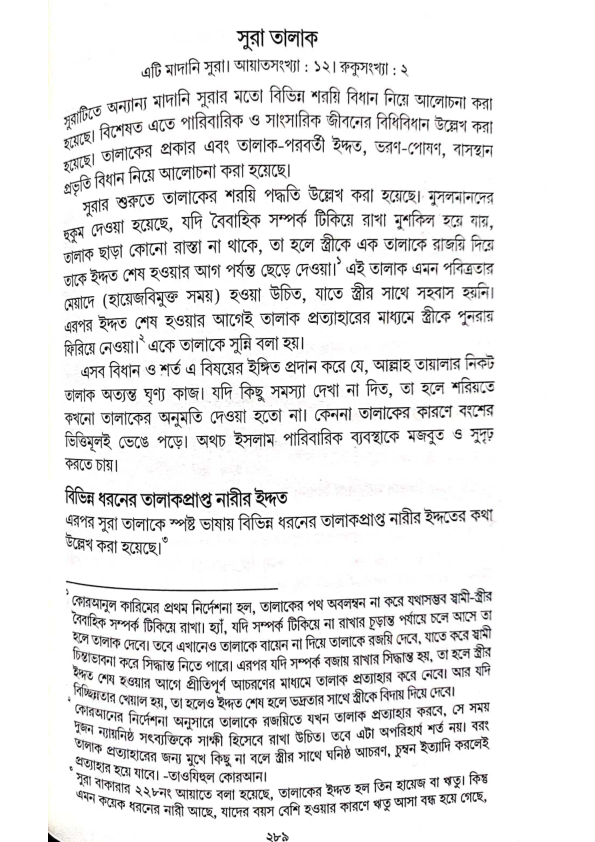 সুরা তালাক
এটি মাদানি সুরা। আয়াতসংখ্যা : ১২। রুকুসংখ্যা : ২
সুরাটিতে অন্যান্য মাদানি সুরার মতো বিভিন্ন শরয়ি বিধান নিয়ে আলোচনা করা
হয়েছে। বিশেষত এতে পারিবারিক ও সাংসারিক জীবনের বিধিবিধান উল্লেখ করা
হয়েছে। তালাকের প্রকার এবং তালাক-পরবর্তী ইদ্দত, ভরণ-পোষণ, বাসস্থান
প্রভৃতি বিধান নিয়ে আলোচনা করা হয়েছে।
সুরার শুরুতে তালাকের শরয়ি পদ্ধতি উল্লেখ করা হয়েছে। মুসলমানদের
হুকুম দেওয়া হয়েছে, যদি বৈবাহিক সম্পর্ক টিকিয়ে রাখা মুশকিল হয়ে যায়,
তালাক ছাড়া কোনো রাস্তা না থাকে, তা হলে স্ত্রীকে এক তালাকে রাজয়ি দিয়ে
তাকে ইদ্দত শেষ হওয়ার আগ পর্যন্ত ছেড়ে দেওয়া।১ এই তালাক এমন পবিত্রতার
মেয়াদে (হায়েজবিমুক্ত সময়) হওয়া উচিত, যাতে স্ত্রীর সাথে সহবাস হয়নি।
এরপর ইদ্দত শেষ হওয়ার আগেই তালাক প্রত্যাহারের মাধ্যমে স্ত্রীকে পুনরায়
ফিরিয়ে নেওয়া।২ একে তালাকে সুন্নি বলা হয়।
এসব বিধান ও শর্ত এ বিষয়ের ইঙ্গিত প্রদান করে যে, আল্লাহ তায়ালার নিকট
তালাক অত্যন্ত ঘৃণ্য কাজ। যদি কিছু সমস্যা দেখা না দিত, তা হলে শরিয়তে
কখনো তালাকের অনুমতি দেওয়া হতো না। কেননা তালাকের কারণে বংশের
ভিত্তিমূলই ভেঙে পড়ে। অথচ ইসলাম পারিবারিক ব্যবস্থাকে মজবুত ও সুদৃঢ়
করতে চায়।
বিভিন্ন ধরনের তালাকপ্রাপ্ত নারীর ইদ্দত
এরপর সুরা তালাকে স্পষ্ট ভাষায় বিভিন্ন ধরনের তালাকপ্রাপ্ত নারীর ইদ্দতের কথা
উল্লেখ করা হয়েছে।৩
১ কোরআনুল কারিমের প্রথম নির্দেশনা হল, তালাকের পথ অবলম্বন না করে যথাসম্ভব স্বামী-স্ত্রীর
বৈবাহিক সম্পর্ক টিকিয়ে রাখা। হ্যাঁ, যদি সম্পর্ক টিকিয়ে না রাখার চূড়ান্ত পর্যায়ে চলে আসে তা
হলে তালাক দেবে। তবে এখানেও তালাকে বায়েন না দিয়ে তালাকে রজয়ি দেবে, যাতে করে স্বামী
চিন্তাভাবনা করে সিদ্ধান্ত নিতে পারে। এরপর যদি সম্পর্ক বজায় রাখার সিদ্ধান্ত হয়, তা হলে স্ত্রীর
ইদ্দত শেষ হওয়ার আগে প্রীতিপূর্ণ আচরণের মাধ্যমে তালাক প্রত্যাহার করে নেবে। আর যদি
বিচ্ছিন্নতার খেয়াল হয়, তা হলেও ইদ্দত শেষ হলে ভদ্রতার সাথে স্ত্রীকে বিদায় দিয়ে দেবে।
২ কোরআনের নির্দেশনা অনুসারে তালাকে রজয়িতে যখন তালাক প্রত্যাহার করবে, সে সময়
দুজন ন্যায়নিষ্ঠ সৎব্যক্তিকে সাক্ষী হিসেবে রাখা উচিত। তবে এটা অপরিহার্য শর্ত নয়। বরং
তালাক প্রত্যাহারের জন্য মুখে কিছু না বলে স্ত্রীর সাথে ঘনিষ্ঠ আচরণ, চুম্বন ইত্যাদি করলেই
প্রত্যাহার হয়ে যাবে। -তাওযিহুল কোরআন।
৩ সুরা বাকারার ২২৮নং আয়াতে বলা হয়েছে, তালাকের ইদ্দত হল তিন হায়েজ বা ঋতু। কিন্তু
এমন কয়েক ধরনের নারী আছে, যাদের বয়স বেশি হওয়ার কারণে ঋতু আসা বন্ধ হয়ে গেছে,
২৮৯